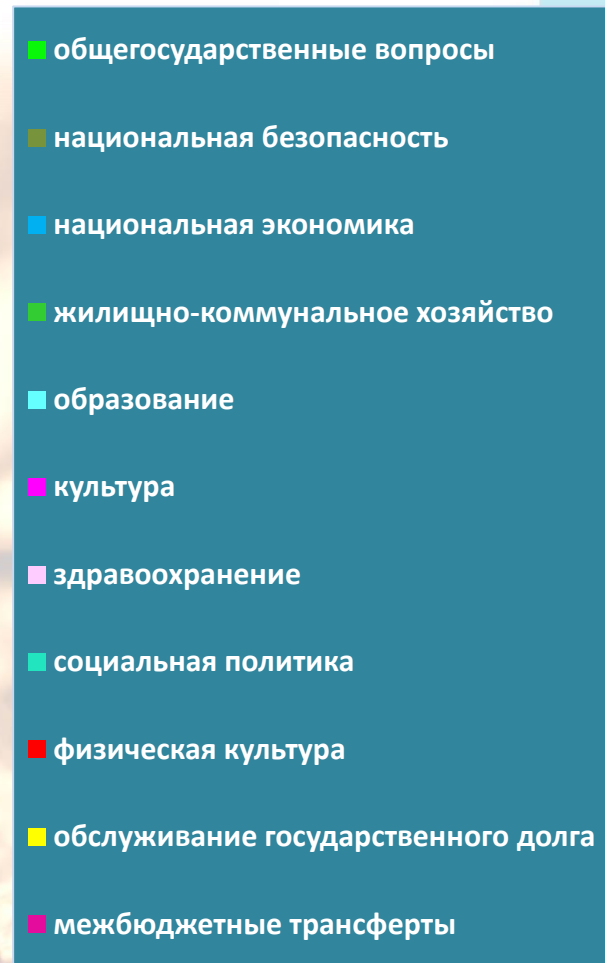 общегосударственные вопросы
национальная безопасность
национальная экономика
жилищно-коммунальное хозяйство
образование
культура
здравоохранение
социальная политика
физическая культура
обслуживание государственного долга
межбюджетные трансферты